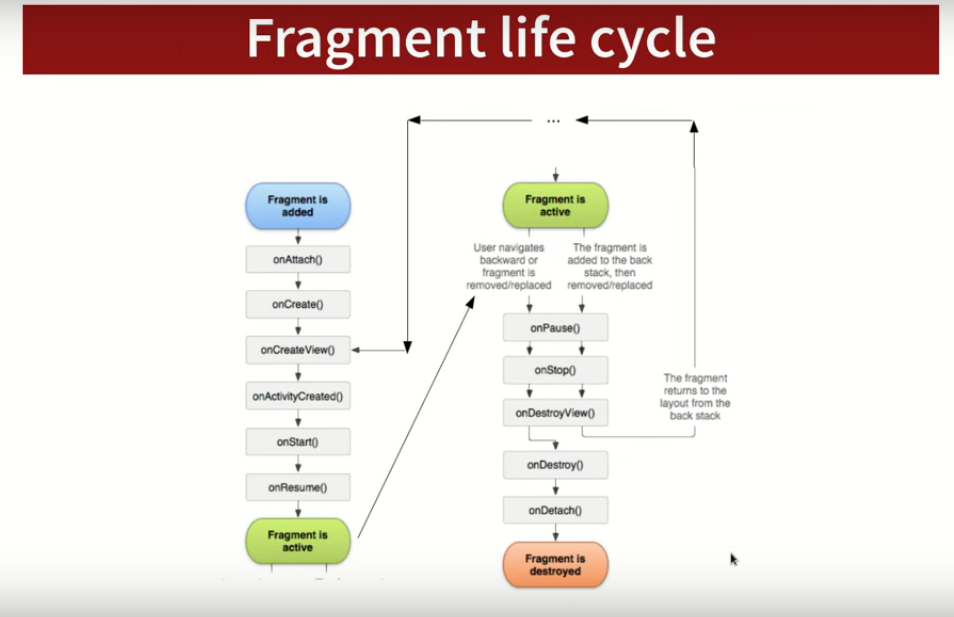 Fragment life cycle
...
Fragment is
added
onAttach()
onCreate()
onCreateView()
onActivityCreated()
onStart()
onResume()
Fragment is
active
Fragment is
active
User navigates
backward or
fragment is
removed/replaced
The fragment is
added to the back
stack, then
removed/replaced
onPause()
onStop()
onDestroyView()
The fragment
returns to the
layout from the
back stack
onDestroy()
onDetach()
Fragment is
destroyed